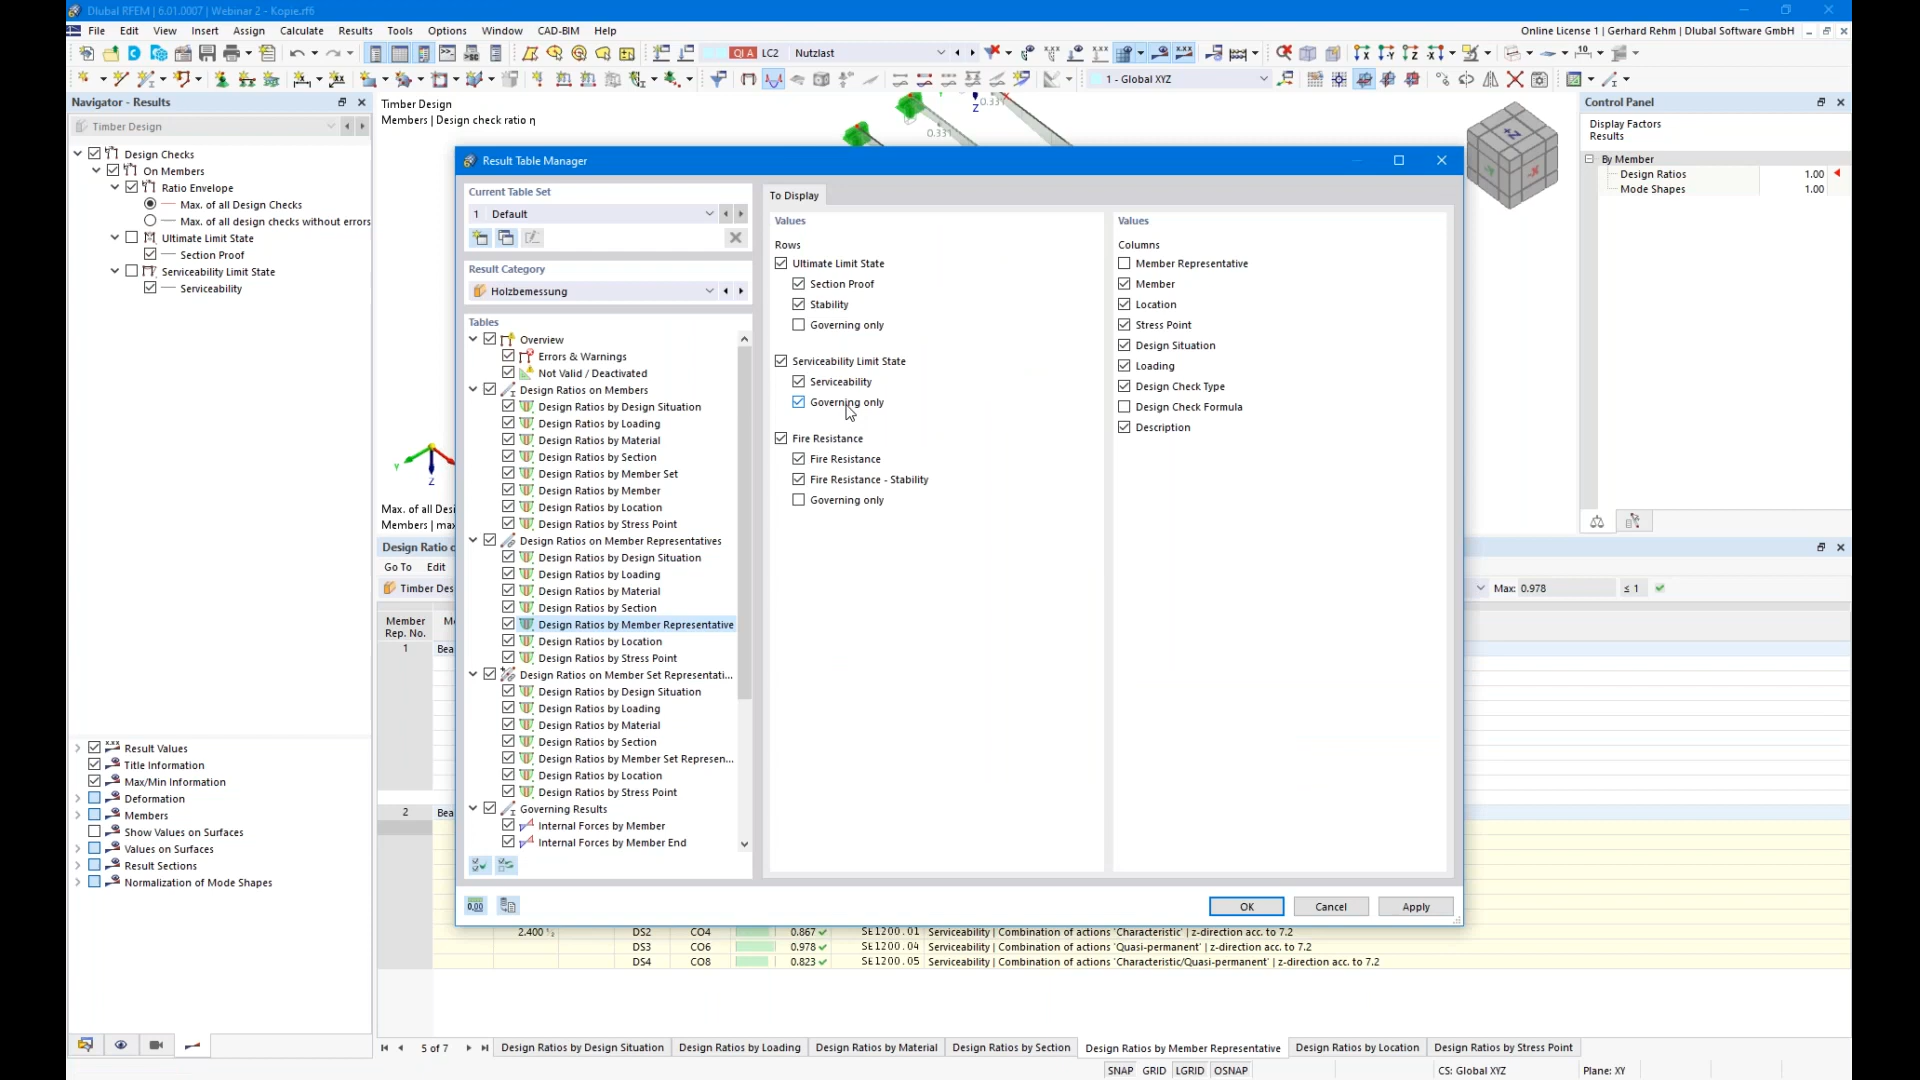 Dlubal RFEM | 6.01.0007 | Webinar 2 - Kopie.rf6
File Edit View Insert Assign Calculate Results Tools Options Window CAD-BIM Help
Online License 1 | Gerhard Rehm | Dlubal Software GmbH
QI A LC2 Nutzlast
1 - Global XYZ
Navigator - Results
Timber Design
Design Checks
On Members
Ratio Envelope
Max. of all Design Checks
Max. of all design checks without errors
Ultimate Limit State
Section Proof
Serviceability Limit State
Serviceability
Result Values
Title Information
Max/Min Information
Deformation
Members
Show Values on Surfaces
Values on Surfaces
Result Sections
Normalization of Mode Shapes
Timber Design
Members | Design check ratio η
0.331
0.331
Z
Y
Z
Max. of all Desi
Members | max
Design Ratio o
Go To Edit
Timber Des
Member
Rep. No.
1 Bea
2 Bea
Result Table Manager
Current Table Set
1 Default
Result Category
Holzbemessung
Tables
Overview
Errors & Warnings
Not Valid / Deactivated
Design Ratios on Members
Design Ratios by Design Situation
Design Ratios by Loading
Design Ratios by Material
Design Ratios by Section
Design Ratios by Member Set
Design Ratios by Member
Design Ratios by Location
Design Ratios by Stress Point
Design Ratios on Member Representatives
Design Ratios by Design Situation
Design Ratios by Loading
Design Ratios by Material
Design Ratios by Section
Design Ratios by Member Representative
Design Ratios by Location
Design Ratios by Stress Point
Design Ratios on Member Set Representati...
Design Ratios by Design Situation
Design Ratios by Loading
Design Ratios by Material
Design Ratios by Section
Design Ratios by Member Set Represen...
Design Ratios by Location
Design Ratios by Stress Point
Governing Results
Internal Forces by Member
Internal Forces by Member End
To Display
Values
Rows
Ultimate Limit State
Section Proof
Stability
Governing only
Serviceability Limit State
Serviceability
Governing only
Fire Resistance
Fire Resistance
Fire Resistance - Stability
Governing only
Values
Columns
Member Representative
Member
Location
Stress Point
Design Situation
Loading
Design Check Type
Design Check Formula
Description
OK Cancel Apply
Control Panel
Display Factors
Results
By Member
Design Ratios 1.00
Mode Shapes 1.00
Max: 0.978 ≤ 1
2.400 ½ DS2 CO4 0.867 SE1200.01 Serviceability | Combination of actions 'Characteristic' | z-direction acc. to 7.2
DS3 CO6 0.978 SE1200.04 Serviceability | Combination of actions 'Quasi-permanent' | z-direction acc. to 7.2
DS4 CO8 0.823 SE1200.05 Serviceability | Combination of actions 'Characteristic/Quasi-permanent' | z-direction acc. to 7.2
5 of 7 Design Ratios by Design Situation Design Ratios by Loading Design Ratios by Material Design Ratios by Section Design Ratios by Member Representative Design Ratios by Location Design Ratios by Stress Point
SNAP GRID LGRID OSNAP CS: Global XYZ Plane: XY